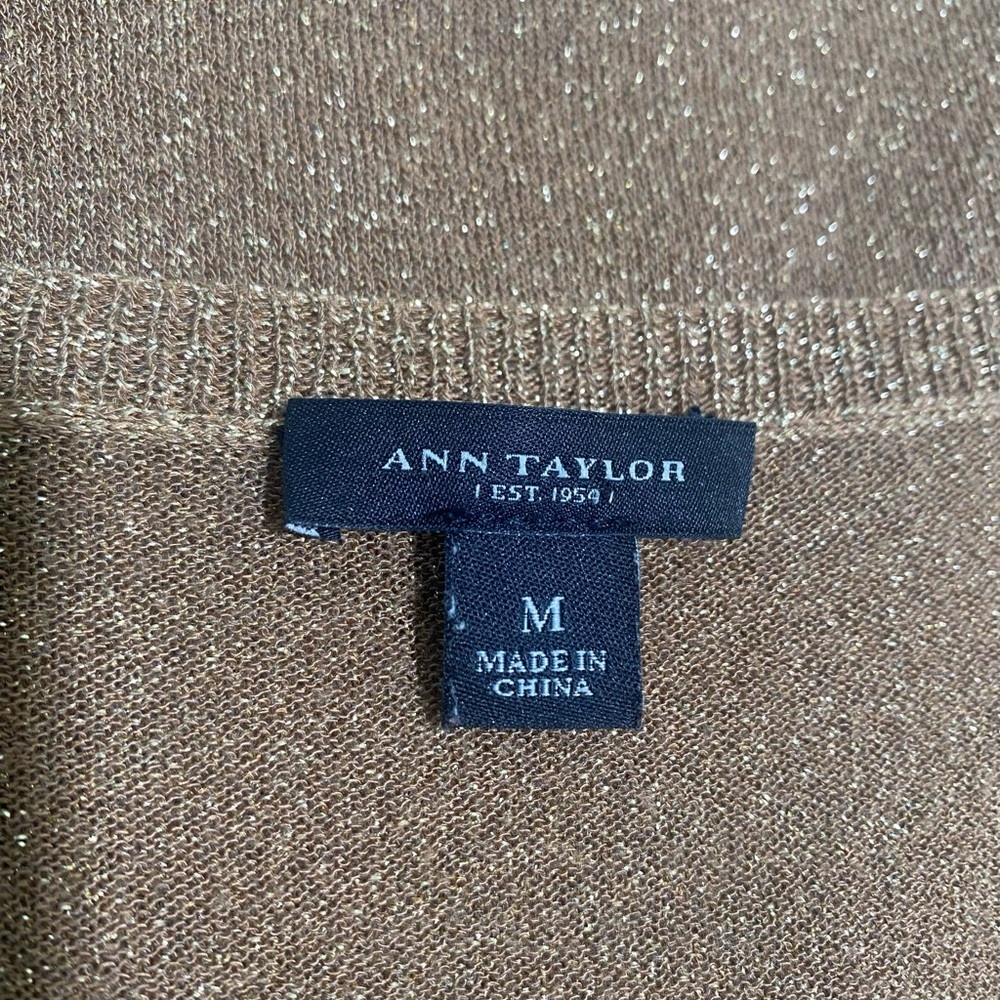 ANN TAYLOR
| EST. 1954 |
M
MADE IN
CHINA